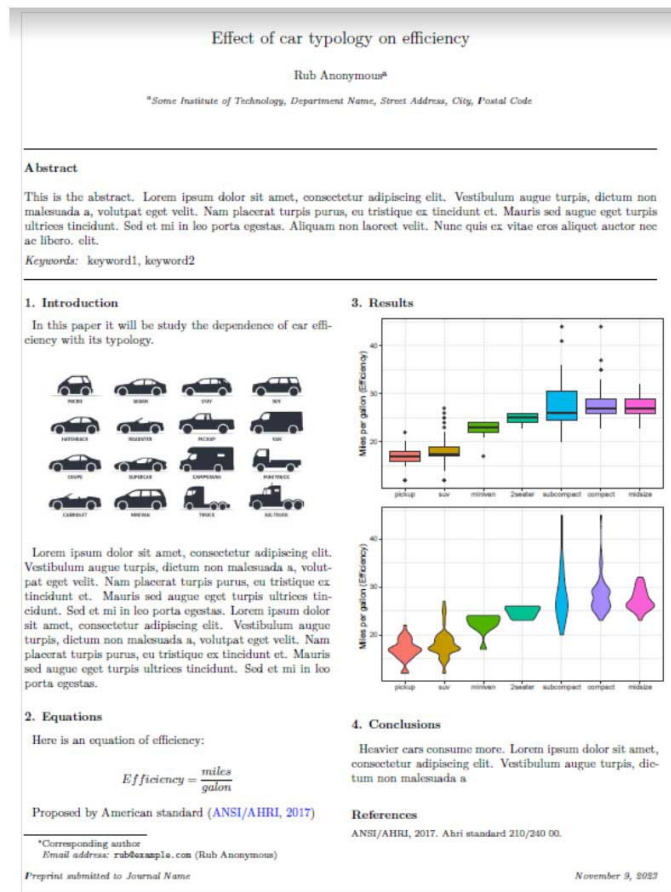 Effect of car typology on efficiency
Rub Anonymousᵃ
ᵃSome Institute of Technology, Department Name, Street Address, City, Postal Code
Abstract
This is the abstract. Lorem ipsum dolor sit amet, consectetur adipiscing elit. Vestibulum augue turpis, dictum non
malesuada a, volutpat eget velit. Nam placerat turpis purus, eu tristique ex tincidunt et. Mauris sed augue eget turpis
ultrices tincidunt. Sed et mi in leo porta egestas. Aliquam non laoreet velit. Nunc quis ex vitae eros aliquet auctor nec
ac libero. elit.
Keywords: keyword1, keyword2
1. Introduction
In this paper it will be study the dependence of car effi-
ciency with its typology.
MICRO SEDAN SUV
HATCHBACK ROADSTER PICKUP VAN
COUPE SUPERCAR CAMPERVAN MINI TRUCK
CABRIOLET MINIVAN TRUCK BIG TRUCK
Lorem ipsum dolor sit amet, consectetur adipiscing elit.
Vestibulum augue turpis, dictum non malesuada a, volut-
pat eget velit. Nam placerat turpis purus, eu tristique ex
tincidunt et. Mauris sed augue eget turpis ultrices tin-
cidunt. Sed et mi in leo porta egestas. Lorem ipsum dolor
sit amet, consectetur adipiscing elit. Vestibulum augue
turpis, dictum non malesuada a, volutpat eget velit. Nam
placerat turpis purus, eu tristique ex tincidunt et. Mauris
sed augue eget turpis ultrices tincidunt. Sed et mi in leo
porta egestas.
2. Equations
Here is an equation of efficiency:
Efficiency = miles
galon
Proposed by American standard (ANSI/AHRI, 2017)
*Corresponding author
Email address: rub@example.com (Rub Anonymous)
3. Results
Miles per gallon (Efficiency)
40
30
20
pickup suv minivan 2seater subcompact compact midsize
Miles per gallon (Efficiency)
40
30
20
pickup suv minivan 2seater subcompact compact midsize
4. Conclusions
Heavier cars consume more. Lorem ipsum dolor sit amet,
consectetur adipiscing elit. Vestibulum augue turpis, dic-
tum non malesuada a
References
ANSI/AHRI, 2017. Ahri standard 210/240 00.
Preprint submitted to Journal Name
November 9, 2023